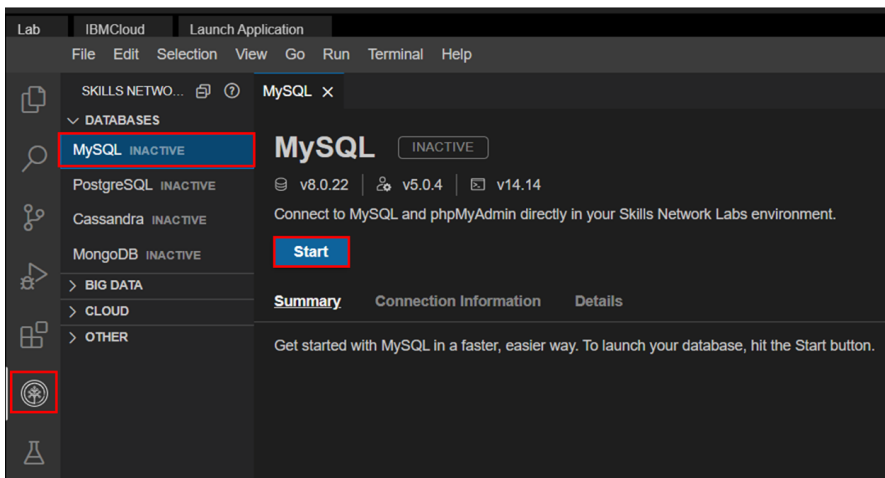 Lab IBMCloud Launch Application
File Edit Selection View Go Run Terminal Help
SKILLS NETWO...
DATABASES
MySQL INACTIVE
PostgreSQL INACTIVE
Cassandra INACTIVE
MongoDB INACTIVE
BIG DATA
CLOUD
OTHER
MySQL
MySQL INACTIVE
v8.0.22 v5.0.4 v14.14
Connect to MySQL and phpMyAdmin directly in your Skills Network Labs environment.
Start
Summary Connection Information Details
Get started with MySQL in a faster, easier way. To launch your database, hit the Start button.